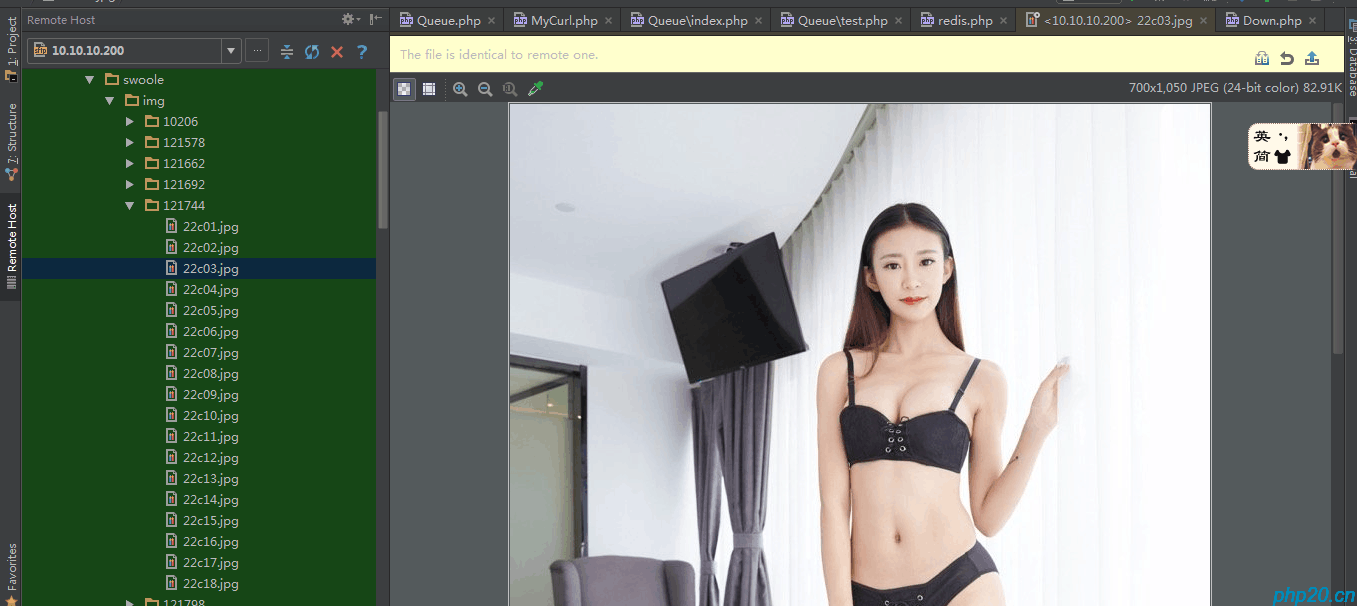 Remote Host
10.10.10.200
...
?
Queue.php
MyCurl.php
Queue\index.php
Queue\test.php
redis.php
<10.10.10.200> 22c03.jpg
Down.php
The file is identical to remote one.
700x1,050 JPEG (24-bit color) 82.91K
1: Project
7: Structure
Remote Host
Favorites
swoole
img
10206
121578
121662
121692
121744
22c01.jpg
22c02.jpg
22c03.jpg
22c04.jpg
22c05.jpg
22c06.jpg
22c07.jpg
22c08.jpg
22c09.jpg
22c10.jpg
22c11.jpg
22c12.jpg
22c13.jpg
22c14.jpg
22c15.jpg
22c16.jpg
22c17.jpg
22c18.jpg
121798
Database
英 ·,
简
php20.cn